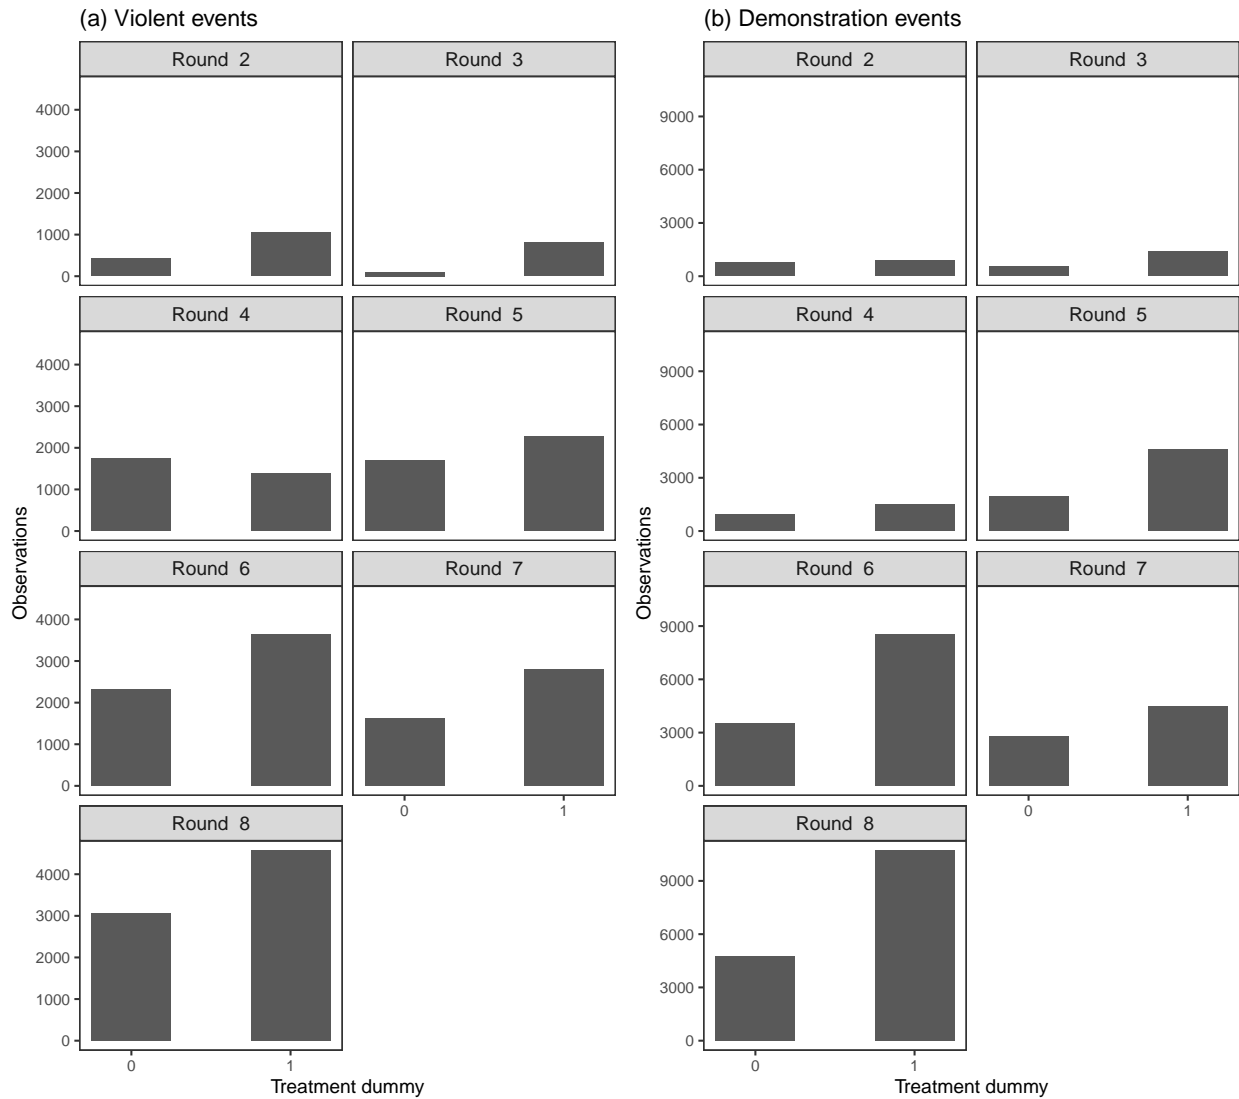 (a) Violent events
Round 2
Round 3
4000
3000
2000
1000
0
Round 4
Round 5
4000
3000
2000
1000
0
Round 6
Round 7
4000
3000
2000
1000
0
0
1
Round 8
4000
3000
2000
1000
0
0
1
Observations
Treatment dummy
(b) Demonstration events
Round 2
Round 3
9000
6000
3000
0
Round 4
Round 5
9000
6000
3000
0
Round 6
Round 7
9000
6000
3000
0
0
1
Round 8
9000
6000
3000
0
0
1
Observations
Treatment dummy